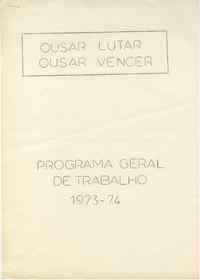 OUSAR LUTAR
OUSAR VENCER
PROGRAMA GERAL
DE TRABALHO
1973-74